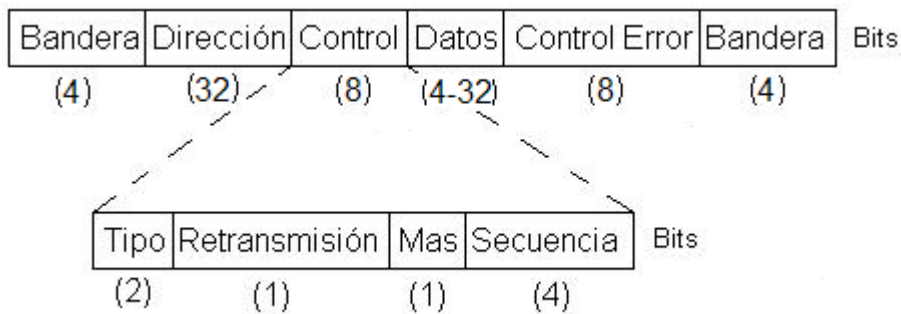 Bandera Dirección Control Datos Control Error Bandera Bits
(4) (32) (8) (4-32) (8) (4)
Tipo Retransmisión Mas Secuencia Bits
(2) (1) (1) (4)